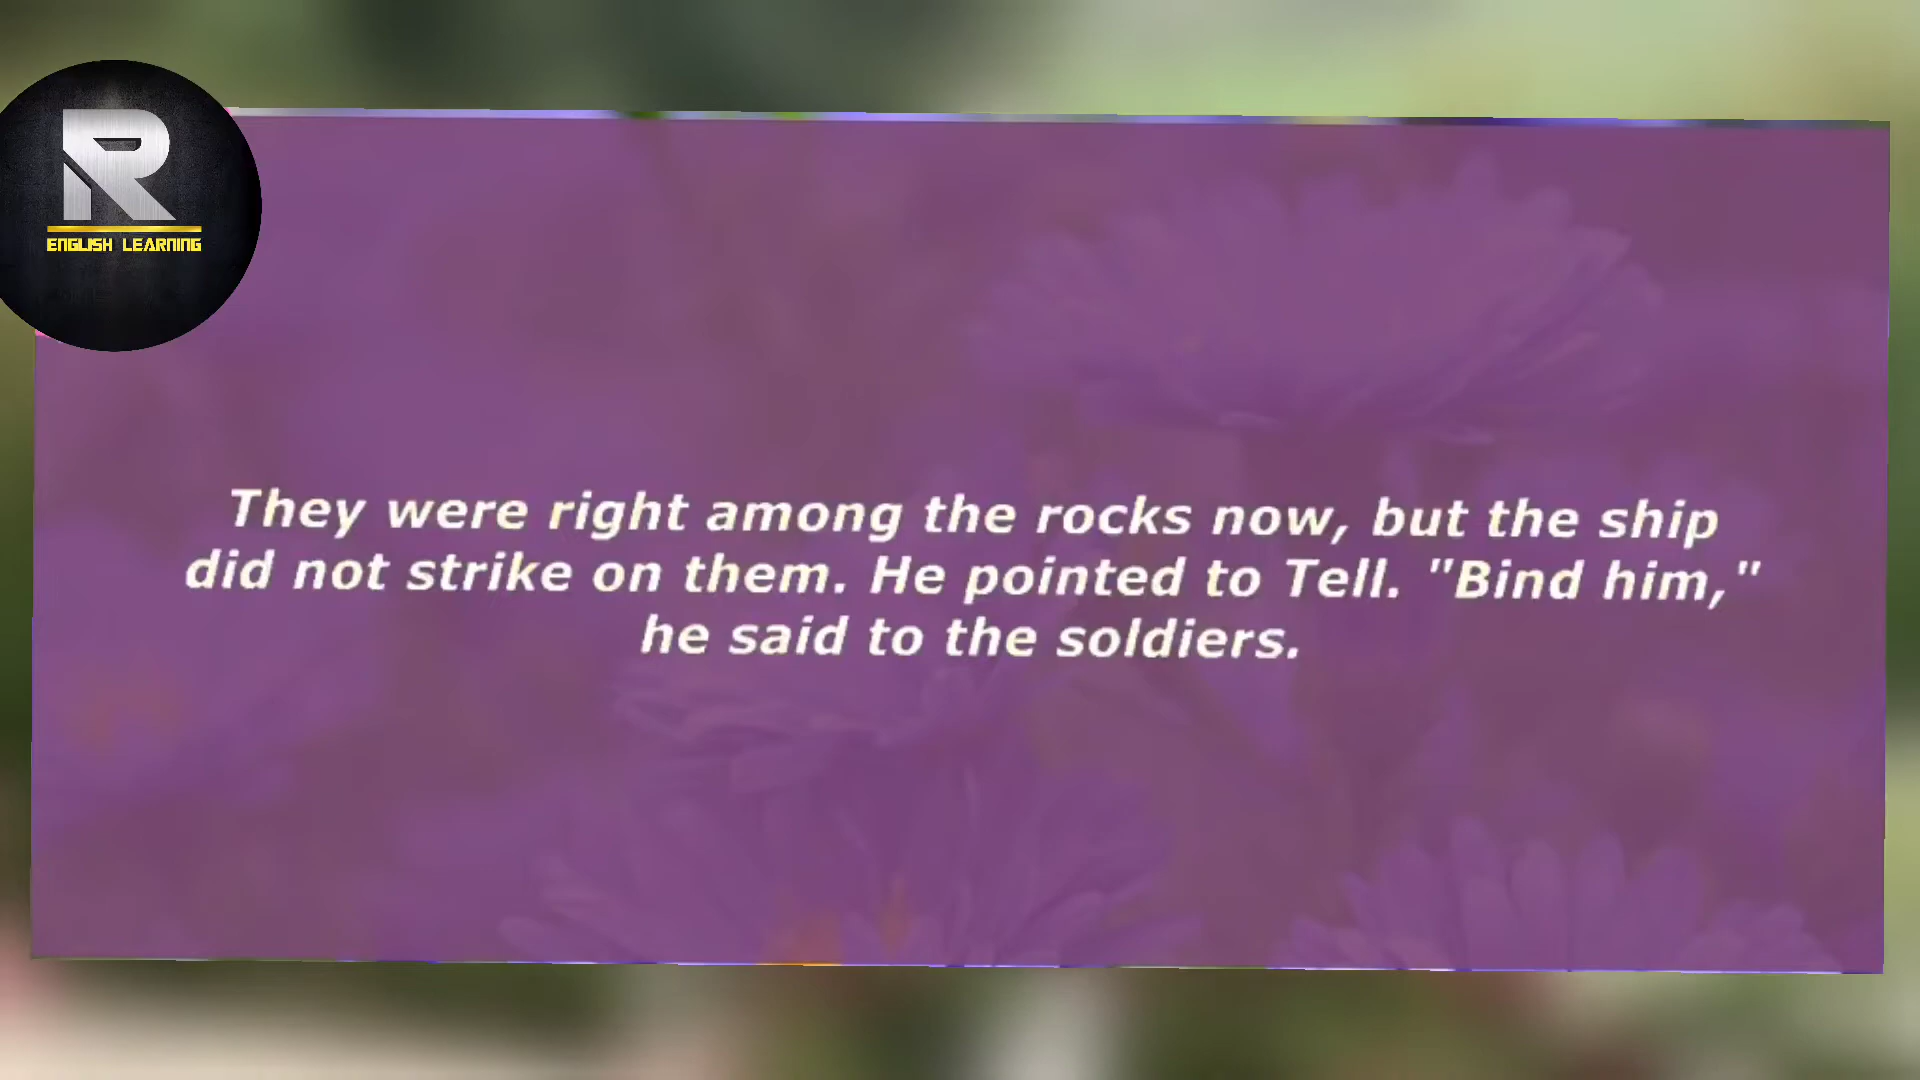 R
ENGLISH LEARNING
They were right among the rocks now, but the ship
did not strike on them. He pointed to Tell. "Bind him,"
he said to the soldiers.